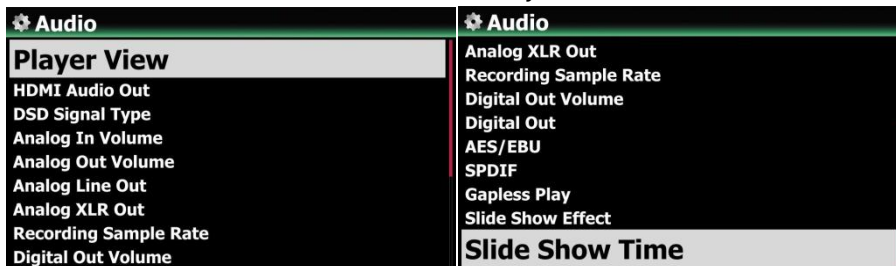 Audio
Player View
HDMI Audio Out
DSD Signal Type
Analog In Volume
Analog Out Volume
Analog Line Out
Analog XLR Out
Recording Sample Rate
Digital Out Volume
Audio
Analog XLR Out
Recording Sample Rate
Digital Out Volume
Digital Out
AES/EBU
SPDIF
Gapless Play
Slide Show Effect
Slide Show Time